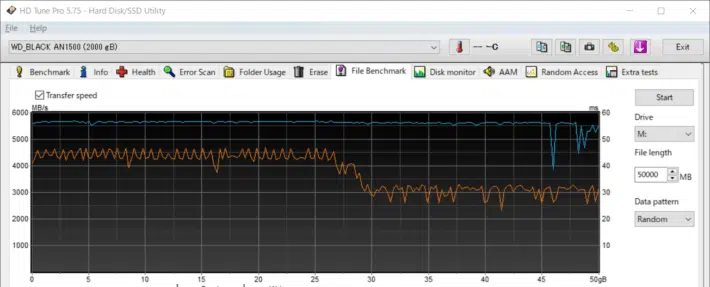 HD Tune Pro 5.75 - Hard Disk/SSD Utility
File Help
WD_BLACK AN1500 (2000 gB) -- ℃ Exit
Benchmark Info Health Error Scan Folder Usage Erase File Benchmark Disk monitor AAM Random Access Extra tests
Transfer speed Start
MB/s ms
6000 60
Drive
5000 50
M:
4000 40
File length
50000 MB
3000 30
Data pattern
2000 20
Random
1000 10
0 5 10 15 20 25 30 35 40 45 50gB